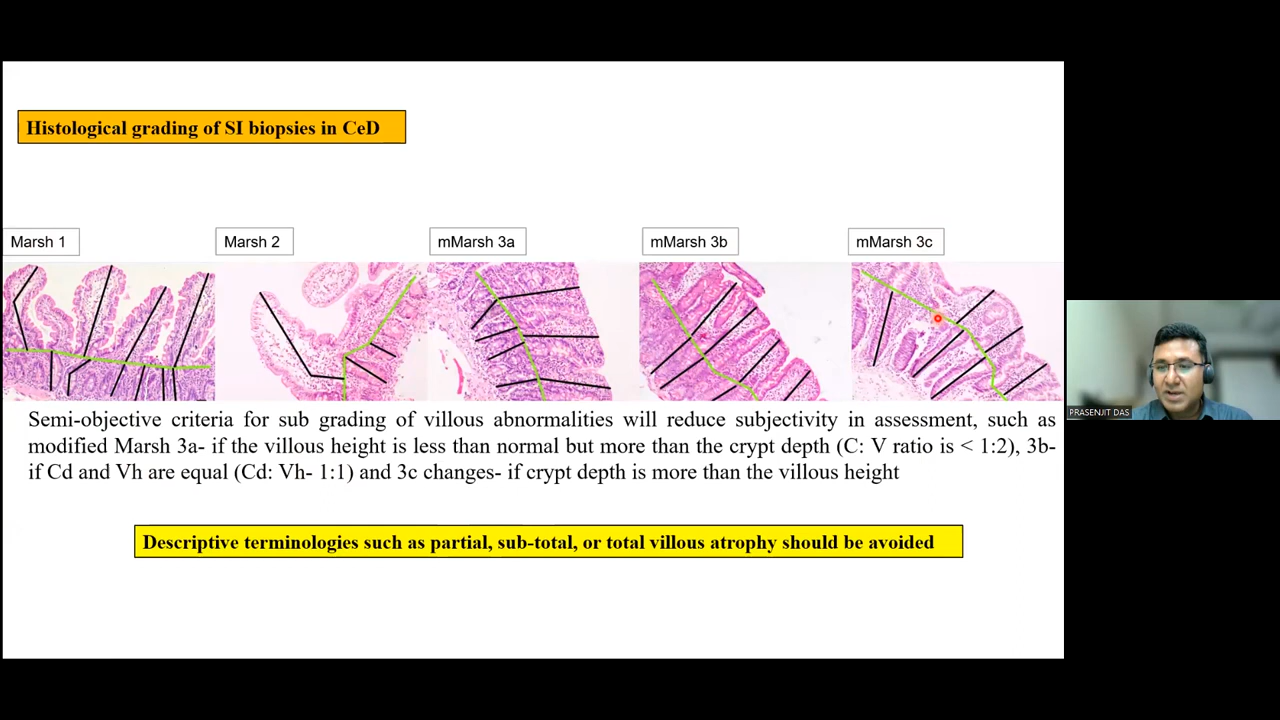 Histological grading of SI biopsies in CeD
Marsh 1
Marsh 2
mMarsh 3a
mMarsh 3b
mMarsh 3c
Semi-objective criteria for sub grading of villous abnormalities will reduce subjectivity in assessment, such as
modified Marsh 3a- if the villous height is less than normal but more than the crypt depth (C: V ratio is < 1:2), 3b-
if Cd and Vh are equal (Cd: Vh- 1:1) and 3c changes- if crypt depth is more than the villous height
Descriptive terminologies such as partial, sub-total, or total villous atrophy should be avoided
PRASENJIT DAS